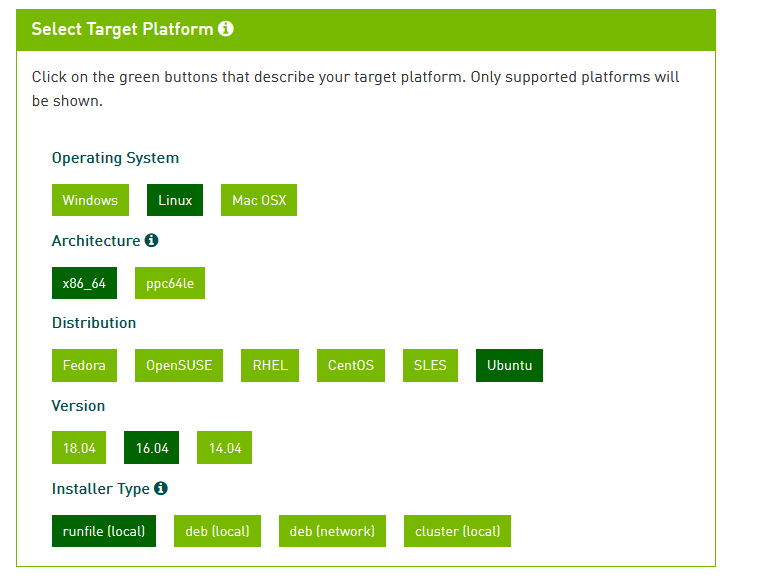 Select Target Platform
Click on the green buttons that describe your target platform. Only supported platforms will
be shown.
Operating System
Windows Linux Mac OSX
Architecture
x86_64 ppc64le
Distribution
Fedora OpenSUSE RHEL CentOS SLES Ubuntu
Version
18.04 16.04 14.04
Installer Type
runfile (local) deb (local) deb (network) cluster (local)